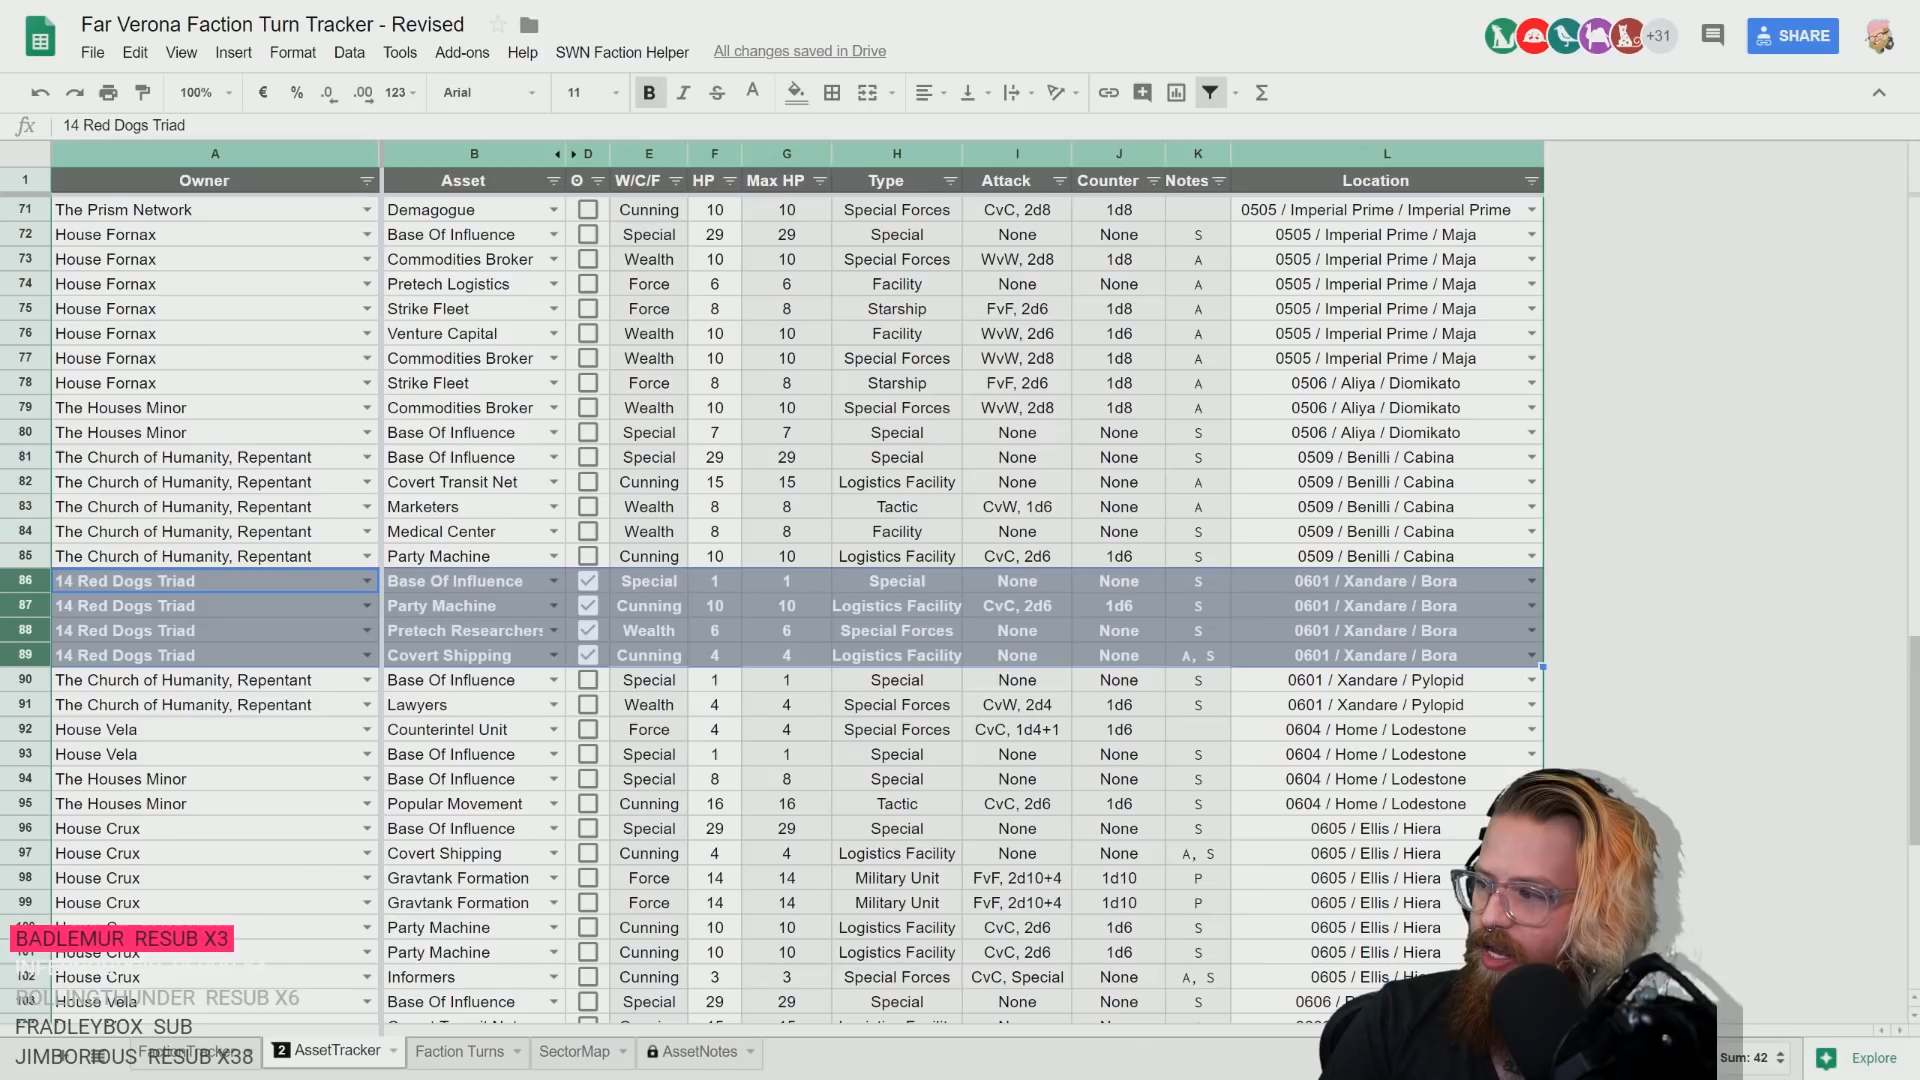 Far Verona Faction Turn Tracker - Revised
File Edit View Insert Format Data Tools Add-ons Help SWN Faction Helper All changes saved in Drive
+31
SHARE
100% € % .0 .00 123 Arial 11 B I S A Σ
fx 14 Red Dogs Triad
A B D E F G H I J K L
1 Owner Asset W/C/F HP Max HP Type Attack Counter Notes Location
71 The Prism Network Demagogue Cunning 10 10 Special Forces CvC, 2d8 1d8 0505 / Imperial Prime / Imperial Prime
72 House Fornax Base Of Influence Special 29 29 Special None None S 0505 / Imperial Prime / Maja
73 House Fornax Commodities Broker Wealth 10 10 Special Forces WvW, 2d8 1d8 A 0505 / Imperial Prime / Maja
74 House Fornax Pretech Logistics Force 6 6 Facility None None A 0505 / Imperial Prime / Maja
75 House Fornax Strike Fleet Force 8 8 Starship FvF, 2d6 1d8 A 0505 / Imperial Prime / Maja
76 House Fornax Venture Capital Wealth 10 10 Facility WvW, 2d6 1d6 A 0505 / Imperial Prime / Maja
77 House Fornax Commodities Broker Wealth 10 10 Special Forces WvW, 2d8 1d8 A 0505 / Imperial Prime / Maja
78 House Fornax Strike Fleet Force 8 8 Starship FvF, 2d6 1d8 A 0506 / Aliya / Diomikato
79 The Houses Minor Commodities Broker Wealth 10 10 Special Forces WvW, 2d8 1d8 A 0506 / Aliya / Diomikato
80 The Houses Minor Base Of Influence Special 7 7 Special None None S 0506 / Aliya / Diomikato
81 The Church of Humanity, Repentant Base Of Influence Special 29 29 Special None None S 0509 / Benilli / Cabina
82 The Church of Humanity, Repentant Covert Transit Net Cunning 15 15 Logistics Facility None None A 0509 / Benilli / Cabina
83 The Church of Humanity, Repentant Marketers Wealth 8 8 Tactic CvW, 1d6 None A 0509 / Benilli / Cabina
84 The Church of Humanity, Repentant Medical Center Wealth 8 8 Facility None None S 0509 / Benilli / Cabina
85 The Church of Humanity, Repentant Party Machine Cunning 10 10 Logistics Facility CvC, 2d6 1d6 S 0509 / Benilli / Cabina
86 14 Red Dogs Triad Base Of Influence Special 1 1 Special None None S 0601 / Xandare / Bora
87 14 Red Dogs Triad Party Machine Cunning 10 10 Logistics Facility CvC, 2d6 1d6 S 0601 / Xandare / Bora
88 14 Red Dogs Triad Pretech Researchers Wealth 6 6 Special Forces None None S 0601 / Xandare / Bora
89 14 Red Dogs Triad Covert Shipping Cunning 4 4 Logistics Facility None None A, S 0601 / Xandare / Bora
90 The Church of Humanity, Repentant Base Of Influence Special 1 1 Special None None S 0601 / Xandare / Pylopid
91 The Church of Humanity, Repentant Lawyers Wealth 4 4 Special Forces CvW, 2d4 1d6 S 0601 / Xandare / Pylopid
92 House Vela Counterintel Unit Force 4 4 Special Forces CvC, 1d4+1 1d6 0604 / Home / Lodestone
93 House Vela Base Of Influence Special 1 1 Special None None S 0604 / Home / Lodestone
94 The Houses Minor Base Of Influence Special 8 8 Special None None S 0604 / Home / Lodestone
95 The Houses Minor Popular Movement Cunning 16 16 Tactic CvC, 2d6 1d6 S 0604 / Home / Lodestone
96 House Crux Base Of Influence Special 29 29 Special None None S 0605 / Ellis / Hiera
97 House Crux Covert Shipping Cunning 4 4 Logistics Facility None None A, S 0605 / Ellis / Hiera
98 House Crux Gravtank Formation Force 14 14 Military Unit FvF, 2d10+4 1d10 P 0605 / Ellis / Hiera
99 House Crux Gravtank Formation Force 14 14 Military Unit FvF, 2d10+4 1d10 P 0605 / Ellis / Hiera
Party Machine Cunning 10 10 Logistics Facility CvC, 2d6 1d6 S 0605 / Ellis / Hiera
BADLEMUR RESUB X3
House Crux Party Machine Cunning 10 10 Logistics Facility CvC, 2d6 1d6 S 0605 / Ellis / Hiera
102 House Crux Informers Cunning 3 3 Special Forces CvC, Special None A, S 0605 / Ellis /
House Vela Base Of Influence Special 29 29 Special None None S 0606 /
ROLLINGTHUNDER RESUB X6
FRADLEYBOX SUB
JIMBORIOUS RESUB X38
FactionTracker 2 AssetTracker Faction Turns SectorMap AssetNotes Sum: 42 Explore